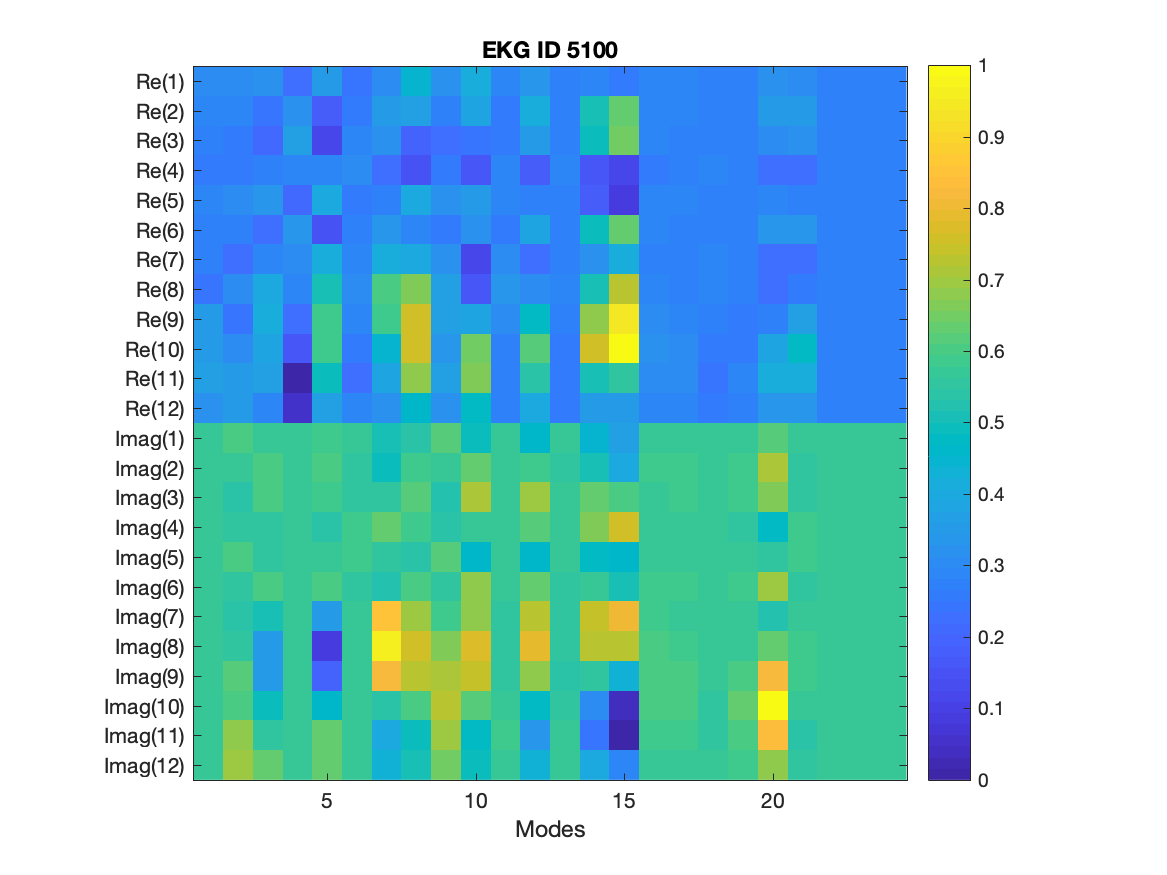 EKG ID 5100
Re(1)
Re(2)
Re(3)
Re(4)
Re(5)
Re(6)
Re(7)
Re(8)
Re(9)
Re(10)
Re(11)
Re(12)
Imag(1)
Imag(2)
Imag(3)
Imag(4)
Imag(5)
Imag(6)
Imag(7)
Imag(8)
Imag(9)
Imag(10)
Imag(11)
Imag(12)
5 10 15 20
Modes
1
0.9
0.8
0.7
0.6
0.5
0.4
0.3
0.2
0.1
0